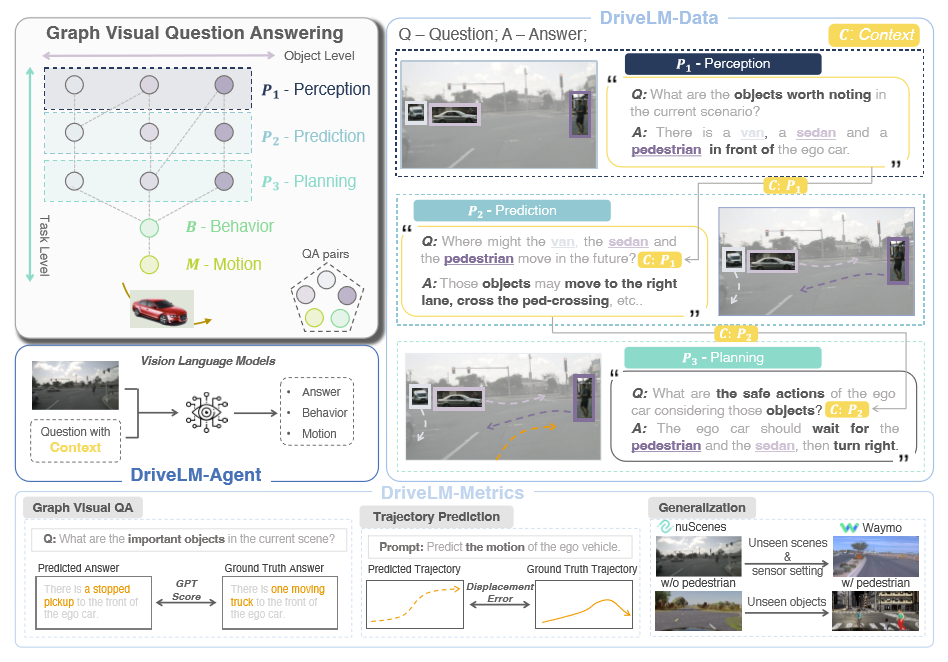 Graph Visual Question Answering
Object Level
P1 - Perception
P2 - Prediction
P3 - Planning
B - Behavior
M - Motion
Task Level
QA pairs
Vision Language Models
Question with
Context
• Answer
• Behavior
• Motion
DriveLM-Agent
DriveLM-Data
Q – Question; A – Answer;
C: Context
P1 - Perception
“
Q: What are the objects worth noting in
the current scenario?
A: There is a van, a sedan and a
pedestrian in front of the ego car.
”
C: P1
P2 - Prediction
“
Q: Where might the van, the sedan and
the pedestrian move in the future? C: P1
A: Those objects may move to the right
lane, cross the ped-crossing, etc..
”
C: P2
P3 - Planning
“
Q: What are the safe actions of the ego
car considering those objects? C: P2
A: The ego car should wait for the
pedestrian and the sedan, then turn right.
”
DriveLM-Metrics
Graph Visual QA
Q: What are the important objects in the current scene?
Predicted Answer
There is a stopped
pickup to the front of
the ego car.
GPT
Score
Ground Truth Answer
There is one moving
truck to the front of
the ego car.
Trajectory Prediction
Prompt: Predict the motion of the ego vehicle.
Predicted Trajectory
Displacement
Error
Ground Truth Trajectory
Generalization
nuScenes
Unseen scenes
&
sensor setting
Waymo
w/o pedestrian
Unseen objects
w/ pedestrian